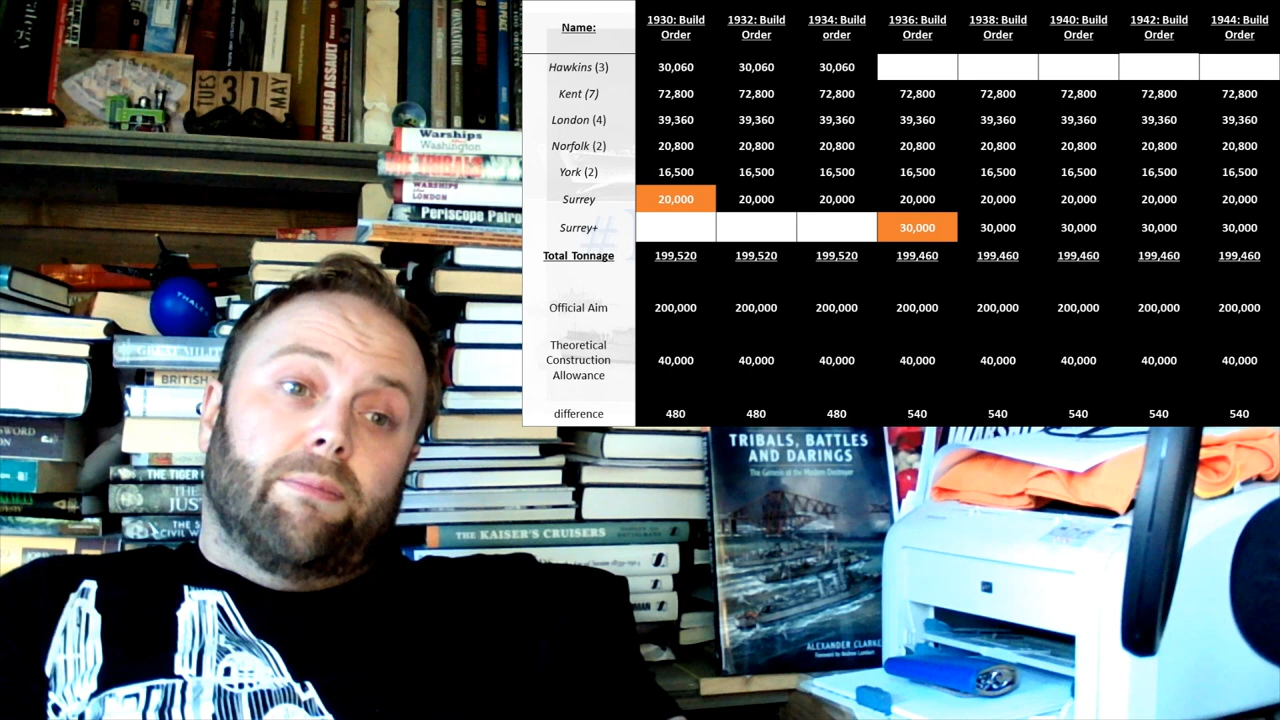 Name: 1930: Build Order 1932: Build Order 1934: Build order 1936: Build Order 1938: Build Order 1940: Build Order 1942: Build Order 1944: Build Order
Hawkins (3) 30,060 30,060 30,060
Kent (7) 72,800 72,800 72,800 72,800 72,800 72,800 72,800 72,800
London (4) 39,360 39,360 39,360 39,360 39,360 39,360 39,360 39,360
Norfolk (2) 20,800 20,800 20,800 20,800 20,800 20,800 20,800 20,800
York (2) 16,500 16,500 16,500 16,500 16,500 16,500 16,500 16,500
Surrey 20,000 20,000 20,000 20,000 20,000 20,000 20,000 20,000
Surrey+ 30,000 30,000 30,000 30,000 30,000
Total Tonnage 199,520 199,520 199,520 199,460 199,460 199,460 199,460 199,460
Official Aim 200,000 200,000 200,000 200,000 200,000 200,000 200,000 200,000
Theoretical
Construction 40,000 40,000 40,000 40,000 40,000 40,000 40,000 40,000
Allowance
difference 480 480 480 540 540 540 540 540
TUES 31 MAY
Warships
Washington
THE TRIBALS
WARSHIPS
LONDON
Periscope Patro
THALES
BRITISH
THE TIGER
THE KAISER'S CRUISERS
TRIBALS, BATTLES
AND DARINGS
The Genesis of the Modern Destroyer
ALEXANDER CLARKE
Foreword by Andrew Lambert
hp